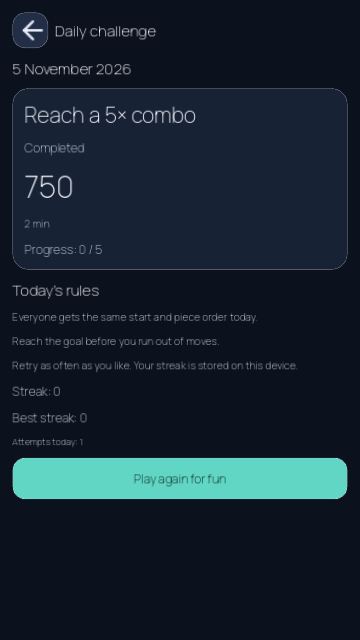 Daily challenge
5 November 2026
Reach a 5× combo
Completed
750
2 min
Progress: 0 / 5
Today's rules
Everyone gets the same start and piece order today.
Reach the goal before you run out of moves.
Retry as often as you like. Your streak is stored on this device.
Streak: 0
Best streak: 0
Attempts today: 1
Play again for fun